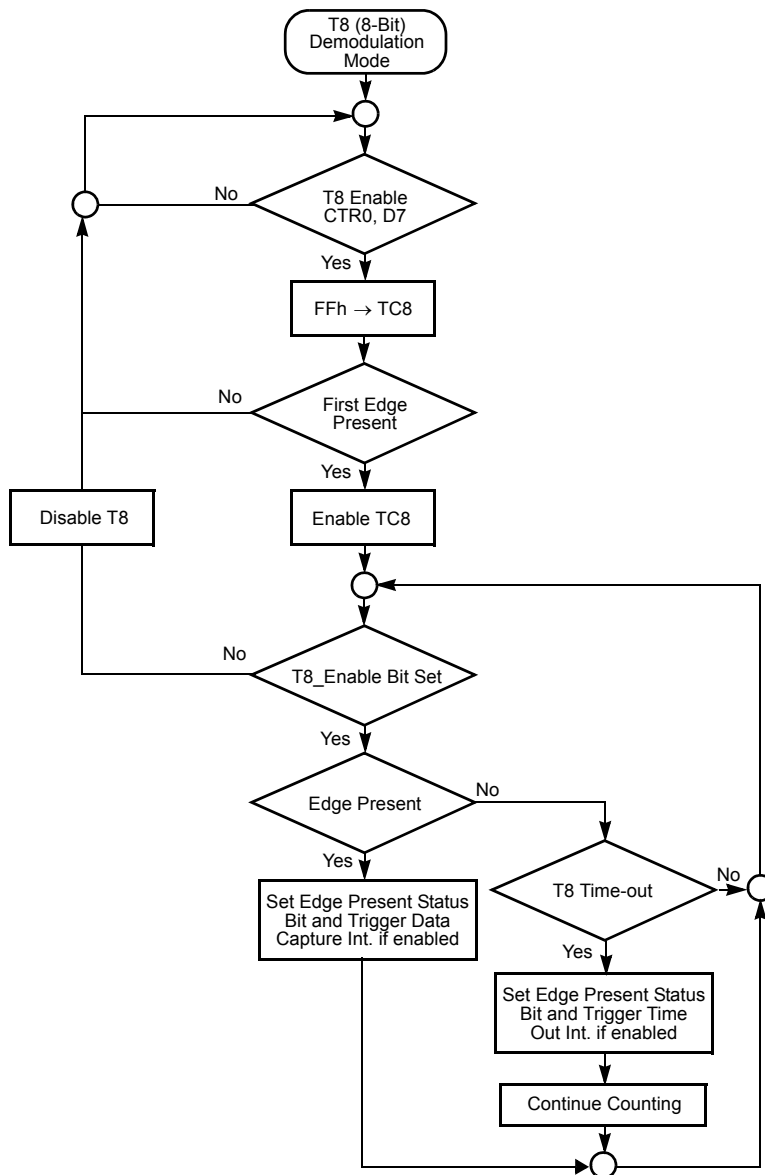 T8 (8-Bit)
Demodulation
Mode
No
T8 Enable
CTR0, D7
Yes
FFh → TC8
No
First Edge
Present
Yes
Disable T8
Enable TC8
No
T8_Enable Bit Set
Yes
Edge Present
No
Yes
T8 Time-out
No
Set Edge Present Status
Bit and Trigger Data
Capture Int. if enabled
Yes
Set Edge Present Status
Bit and Trigger Time
Out Int. if enabled
Continue Counting